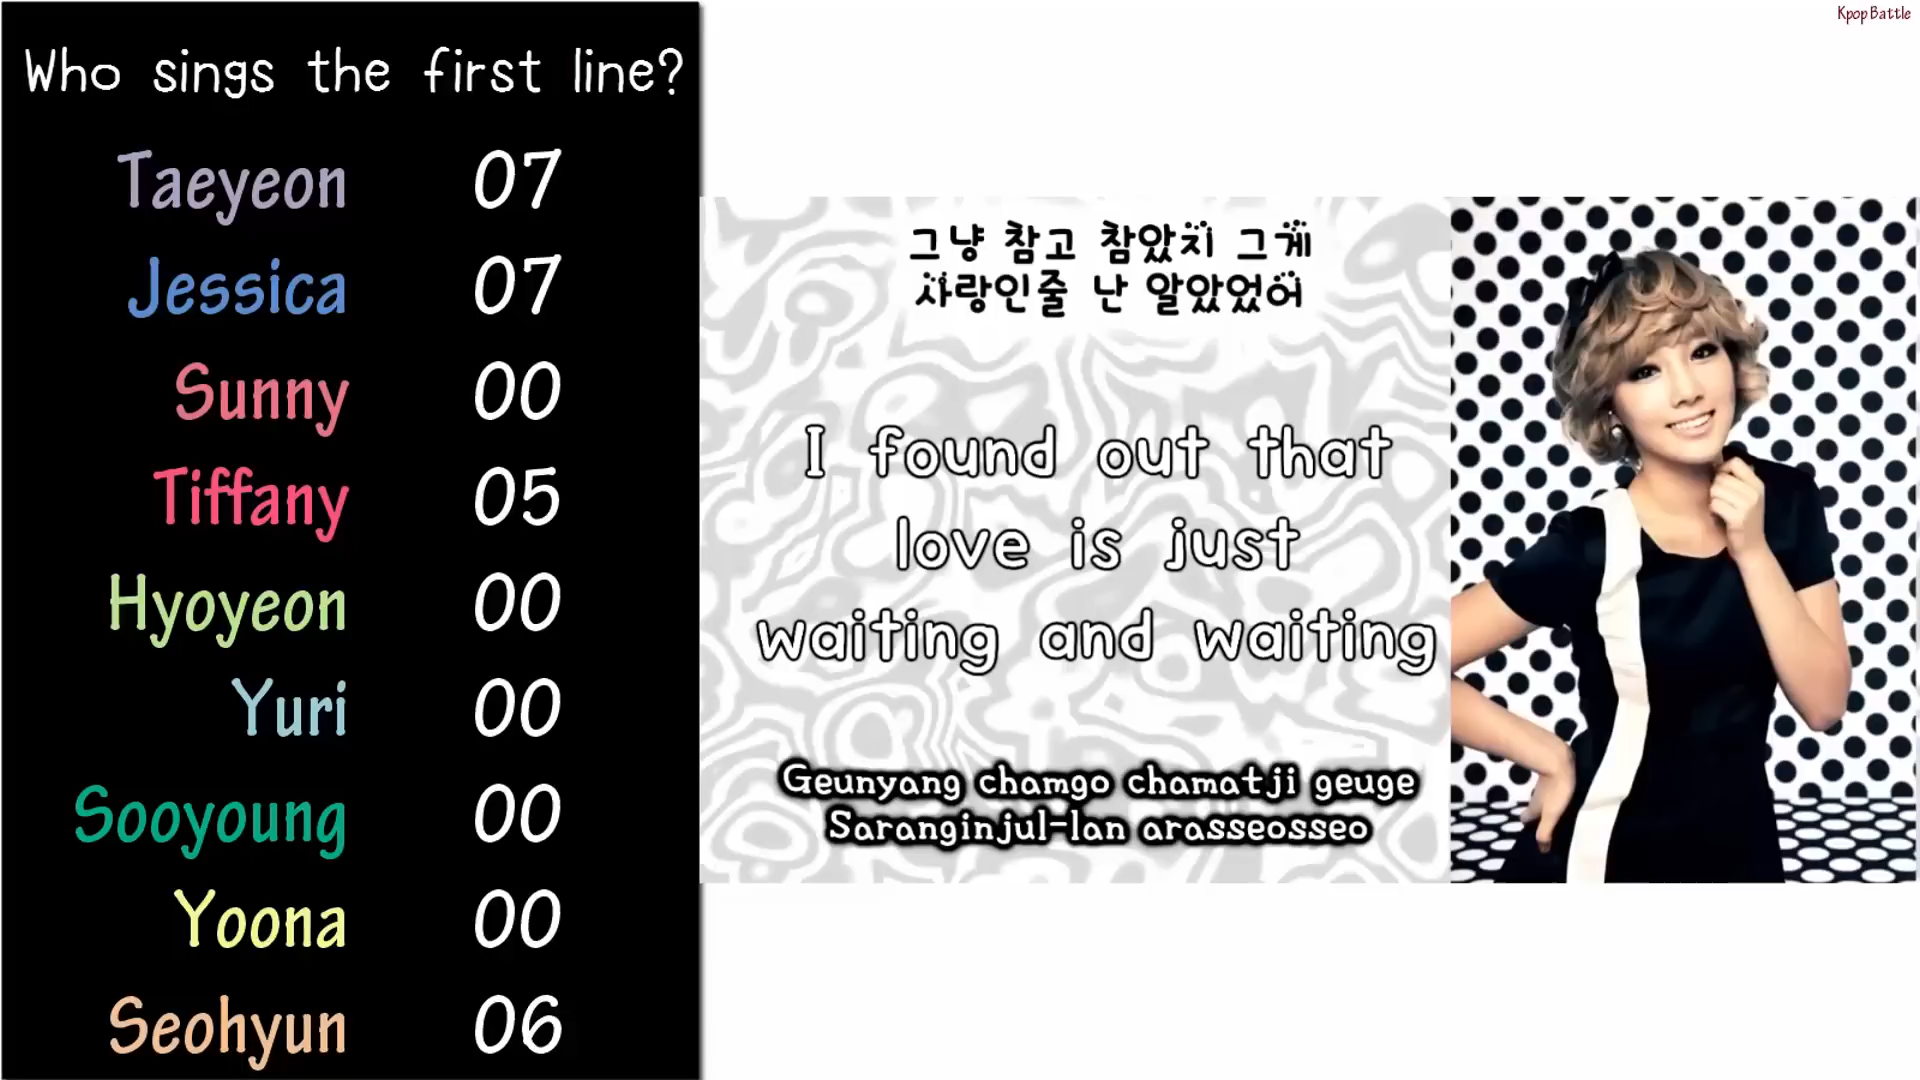 KpopBattle
Who sings the first line?
Taeyeon 07
Jessica 07
Sunny 00
Tiffany 05
Hyoyeon 00
Yuri 00
Sooyoung 00
Yoona 00
Seohyun 06
그냥 참고 참았지 그게
사랑인줄 난 알았었어
I found out that
love is just
waiting and waiting
Geunyang chamgo chamatji geuge
Saranginjul-lan arasseosseo